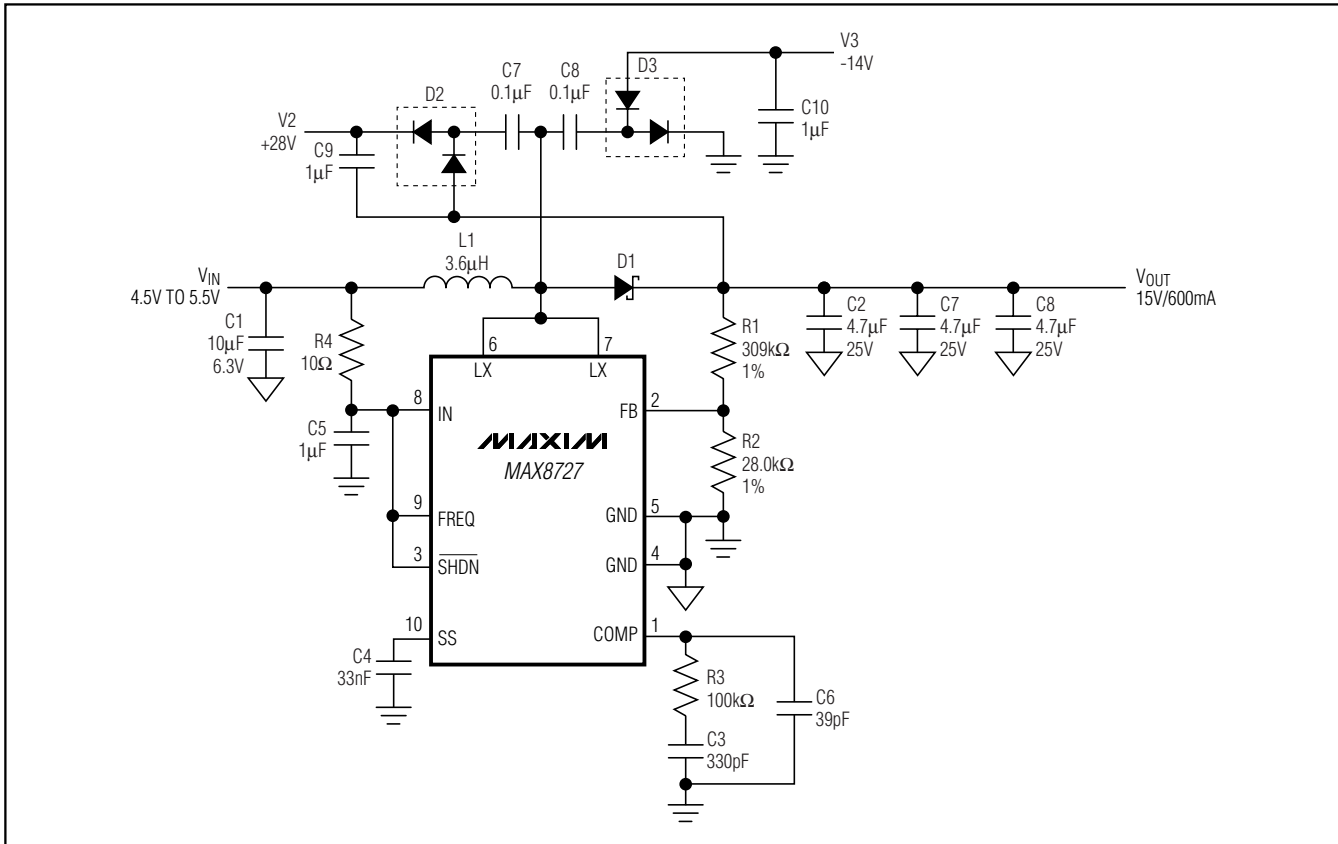 V3
-14V
D3
C7
0.1µF
C8
0.1µF
D2
C10
1µF
V2
+28V
C9
1µF
L1
3.6µH
D1
VIN
4.5V TO 5.5V
VOUT
15V/600mA
C1
10µF
6.3V
R4
10Ω
C2
4.7µF
25V
C7
4.7µF
25V
C8
4.7µF
25V
R1
309kΩ
1%
6
LX
7
LX
8
IN
2
FB
C5
1µF
MAXIM
MAX8727
R2
28.0kΩ
1%
9
FREQ
5
GND
3
SHDN
4
GND
10
SS
1
COMP
C4
33nF
R3
100kΩ
C6
39pF
C3
330pF